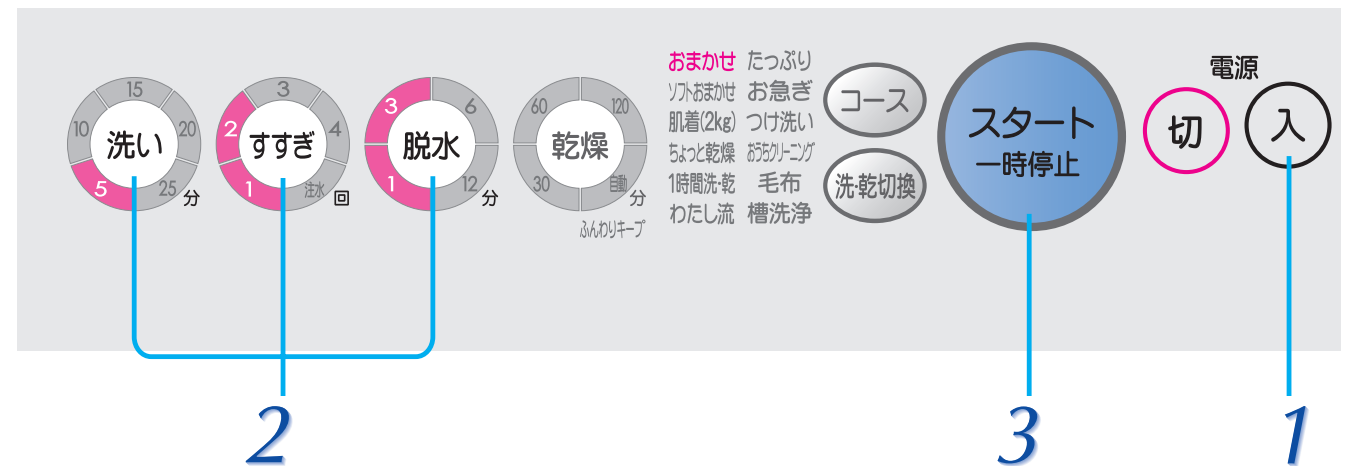 15
10
20
洗い
5
25
分
3
2
4
すすぎ
1
注水
回
3
6
脱水
1
12
分
60
120
乾燥
30
自動
分
ふんわりキープ
おまかせ たっぷり
ソフトおまかせ お急ぎ
肌着(2kg) つけ洗い
ちょっと乾燥 おうちクリーニング
1時間洗・乾 毛布
わたし流 槽洗浄
コース
洗・乾切換
スタート
一時停止
電源
切
入
2
3
1